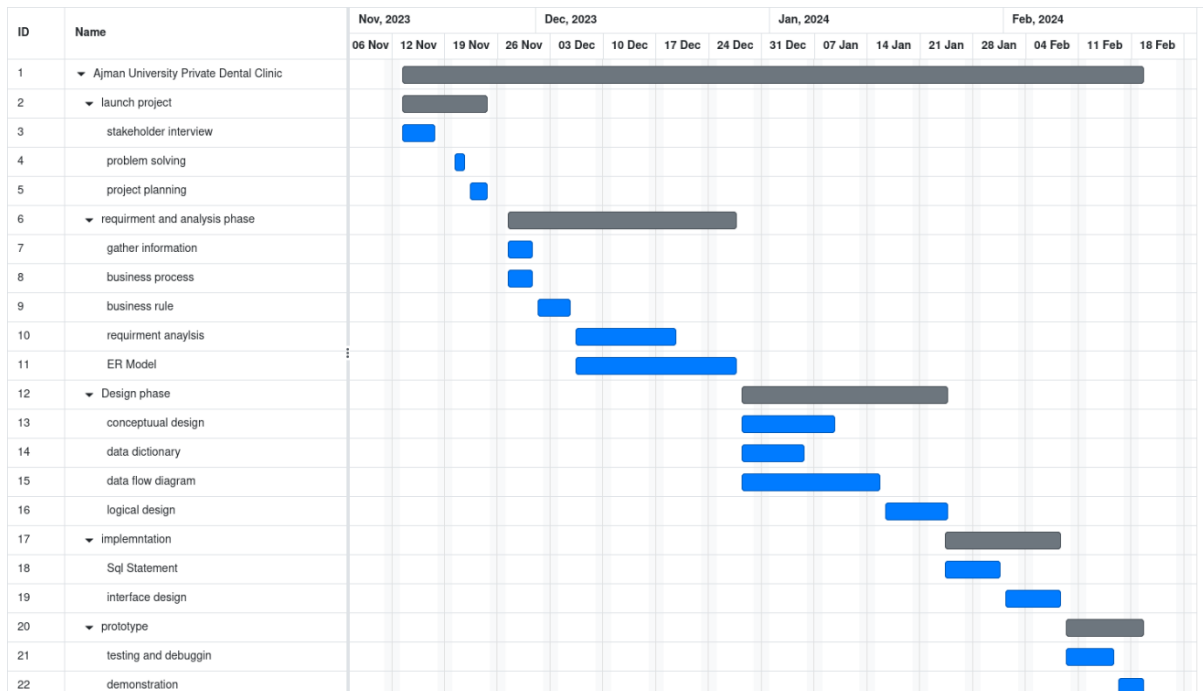 ID Name Nov, 2023 Dec, 2023 Jan, 2024 Feb, 2024
06 Nov 12 Nov 19 Nov 26 Nov 03 Dec 10 Dec 17 Dec 24 Dec 31 Dec 07 Jan 14 Jan 21 Jan 28 Jan 04 Feb 11 Feb 18 Feb
1 Ajman University Private Dental Clinic
2 launch project
3 stakeholder interview
4 problem solving
5 project planning
6 requirment and analysis phase
7 gather information
8 business process
9 business rule
10 requirment anaylsis
11 ER Model
12 Design phase
13 conceptuual design
14 data dictionary
15 data flow diagram
16 logical design
17 implemntation
18 Sql Statement
19 interface design
20 prototype
21 testing and debuggin
22 demonstration